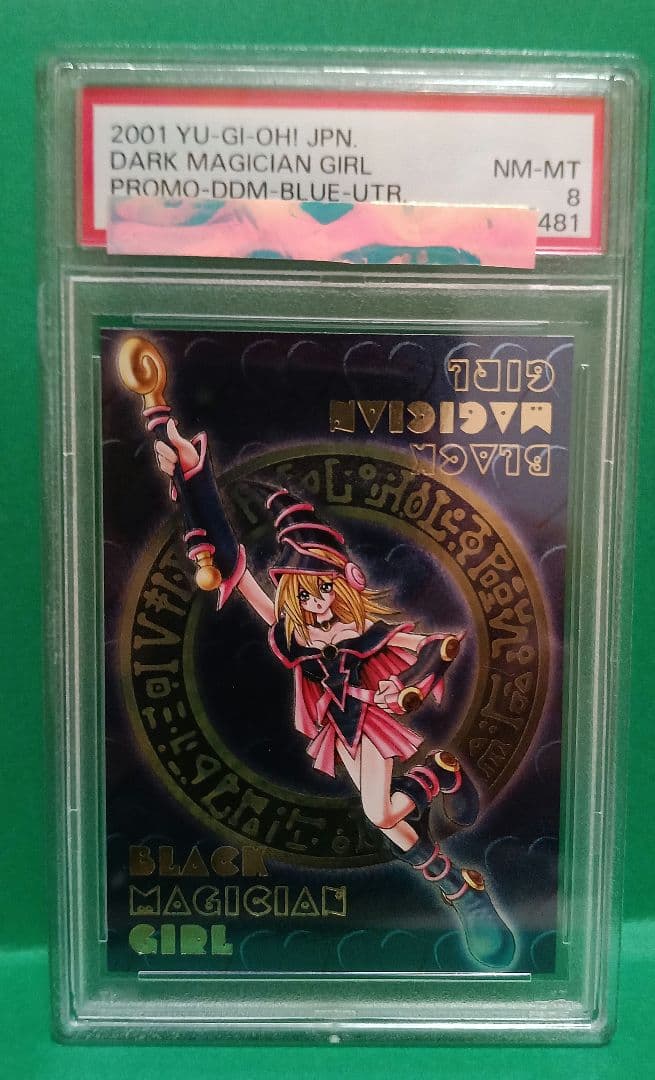 2001 YU-GI-OH! JPN.
DARK MAGICIAN GIRL
NM-MT
PROMO-DDM-BLUE-UTR.
8
481
BLACK
MAGICIAN
GIRL
BLACK
MAGICIAN
GIRL